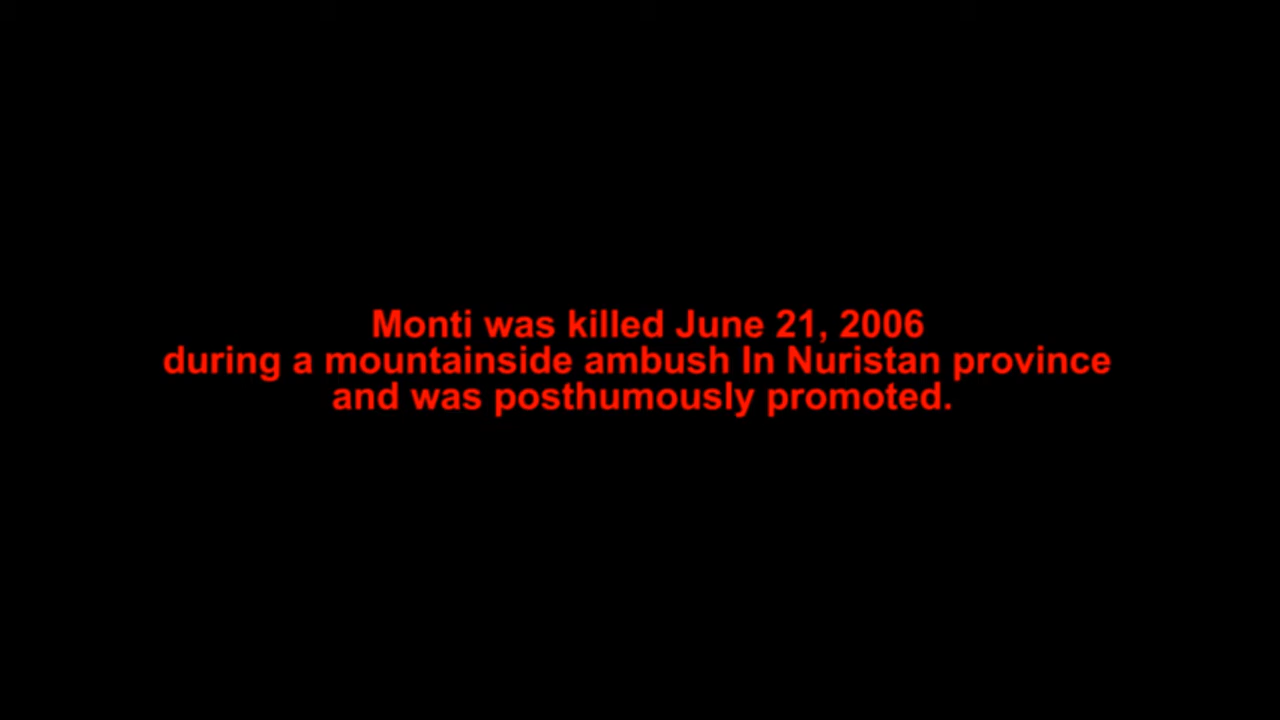 Monti was killed June 21, 2006
during a mountainside ambush In Nuristan province
and was posthumously promoted.